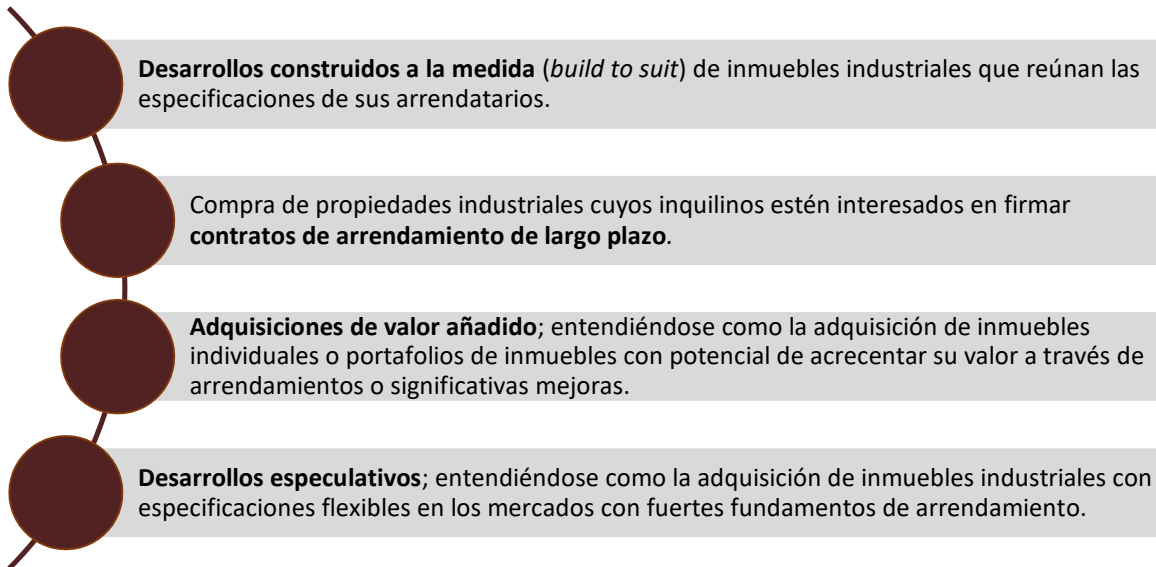 Desarrollos construidos a la medida (build to suit) de inmuebles industriales que reúnan las
especificaciones de sus arrendatarios.
Compra de propiedades industriales cuyos inquilinos estén interesados en firmar
contratos de arrendamiento de largo plazo.
Adquisiciones de valor añadido; entendiéndose como la adquisición de inmuebles
individuales o portafolios de inmuebles con potencial de acrecentar su valor a través de
arrendamientos o significativas mejoras.
Desarrollos especulativos; entendiéndose como la adquisición de inmuebles industriales con
especificaciones flexibles en los mercados con fuertes fundamentos de arrendamiento.